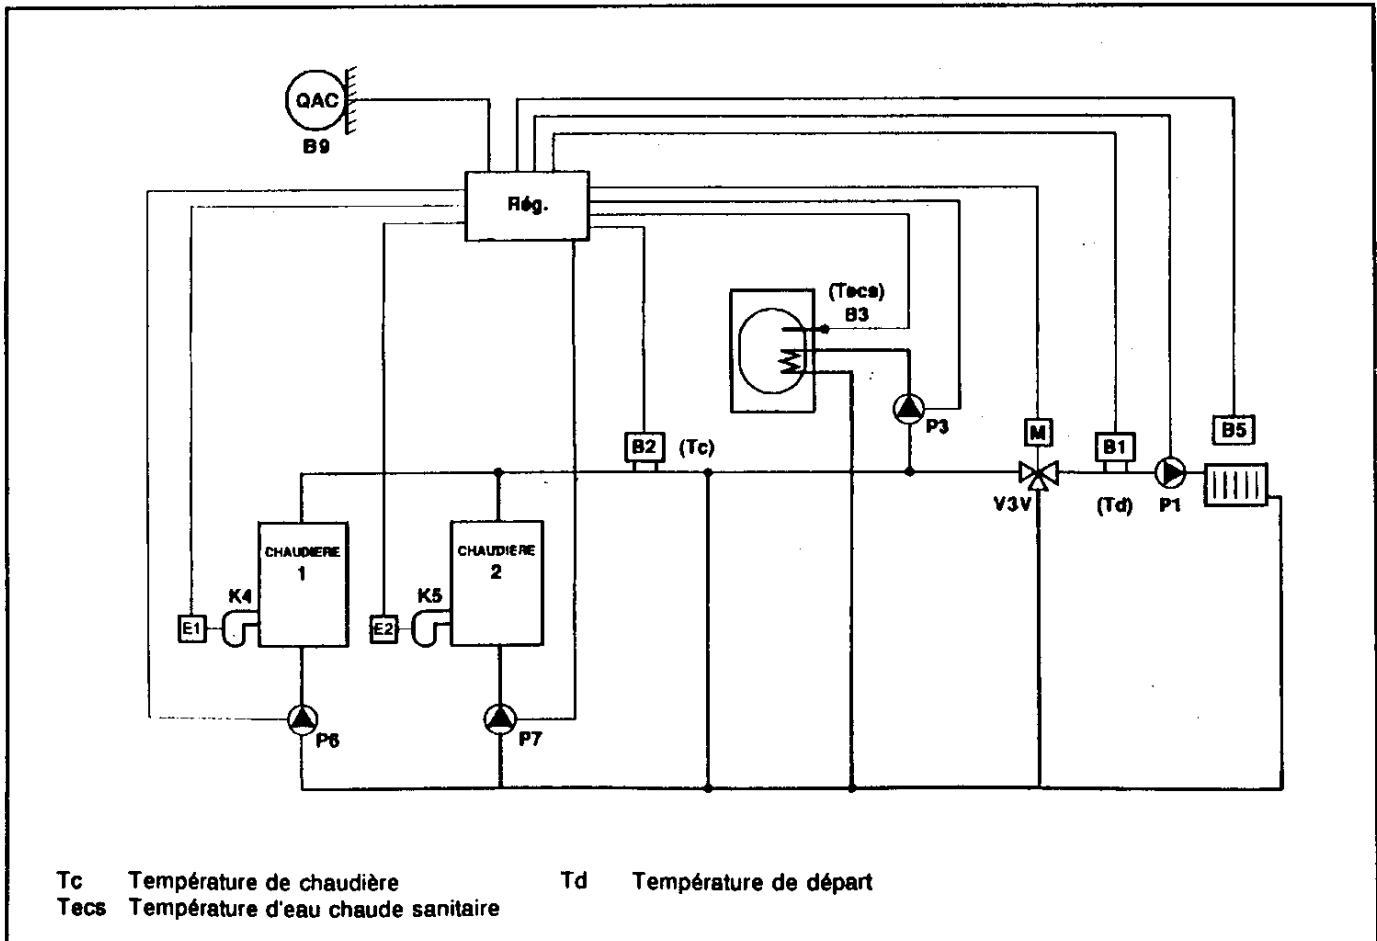 QAC
B9
Rég.
(Tecs)
B3
P3
M
B1
B5
B2
(Tc)
V3V
(Td)
P1
CHAUDIERE
1
CHAUDIERE
2
K4
K5
E1
E2
P6
P7
Tc Température de chaudière
Td Température de départ
Tecs Température d'eau chaude sanitaire